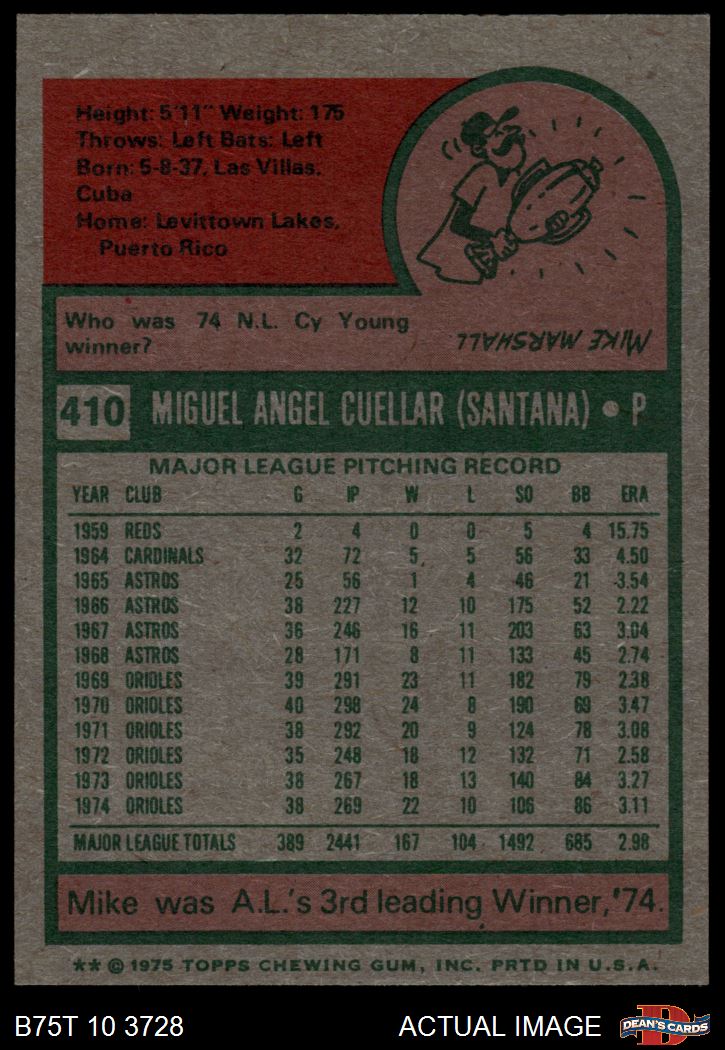 Height: 5'11" Weight: 175
Throws: Left Bats: Left
Born: 5-8-37, Las Villas,
Cuba
Home: Levittown Lakes,
Puerto Rico
Who was 74 N.L. Cy Young
winner?
MIKE MARSHALL
410 MIGUEL ANGEL CUELLAR (SANTANA) • P
MAJOR LEAGUE PITCHING RECORD
YEAR CLUB G IP W L SO BB ERA
1959 REDS 2 4 0 0 5 4 15.75
1964 CARDINALS 32 72 5 5 56 33 4.50
1965 ASTROS 25 56 1 4 46 21 3.54
1966 ASTROS 38 227 12 10 175 52 2.22
1967 ASTROS 36 246 16 11 203 63 3.04
1968 ASTROS 28 171 8 11 133 45 2.74
1969 ORIOLES 39 291 23 11 182 79 2.38
1970 ORIOLES 40 298 24 8 190 69 3.47
1971 ORIOLES 38 292 20 9 124 78 3.08
1972 ORIOLES 35 248 18 12 132 71 2.58
1973 ORIOLES 38 267 18 13 140 84 3.27
1974 ORIOLES 38 269 22 10 106 86 3.11
MAJOR LEAGUE TOTALS 389 2441 167 104 1492 685 2.98
Mike was A.L.'s 3rd leading Winner,'74.
** © 1975 TOPPS CHEWING GUM, INC. PRTD IN U.S.A.
B75T 10 3728 ACTUAL IMAGE D DEAN'S CARDS